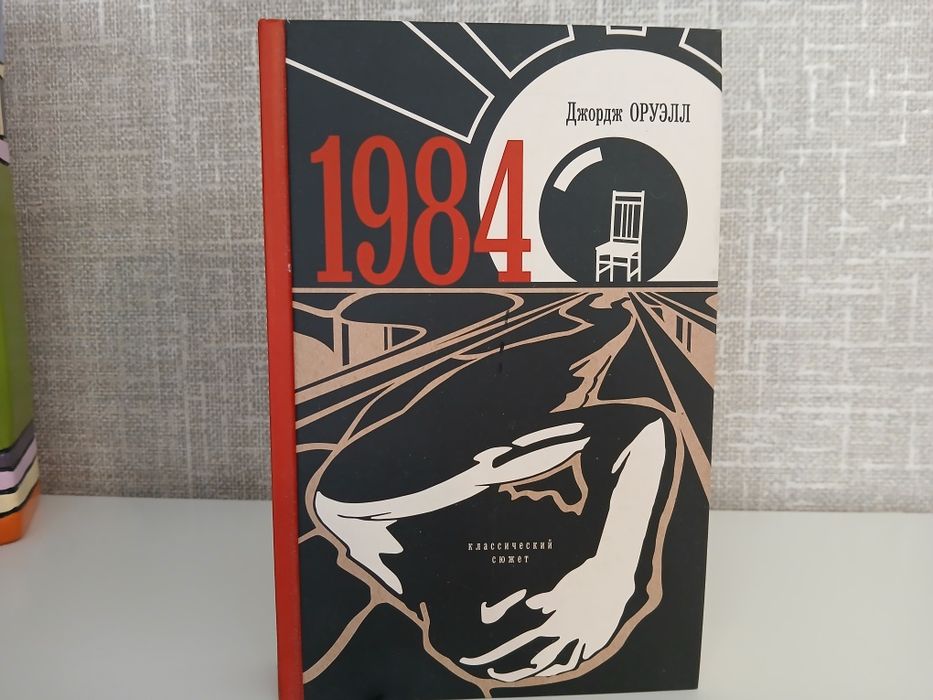 Джордж ОРУЭЛЛ
1984
классический
сюжет